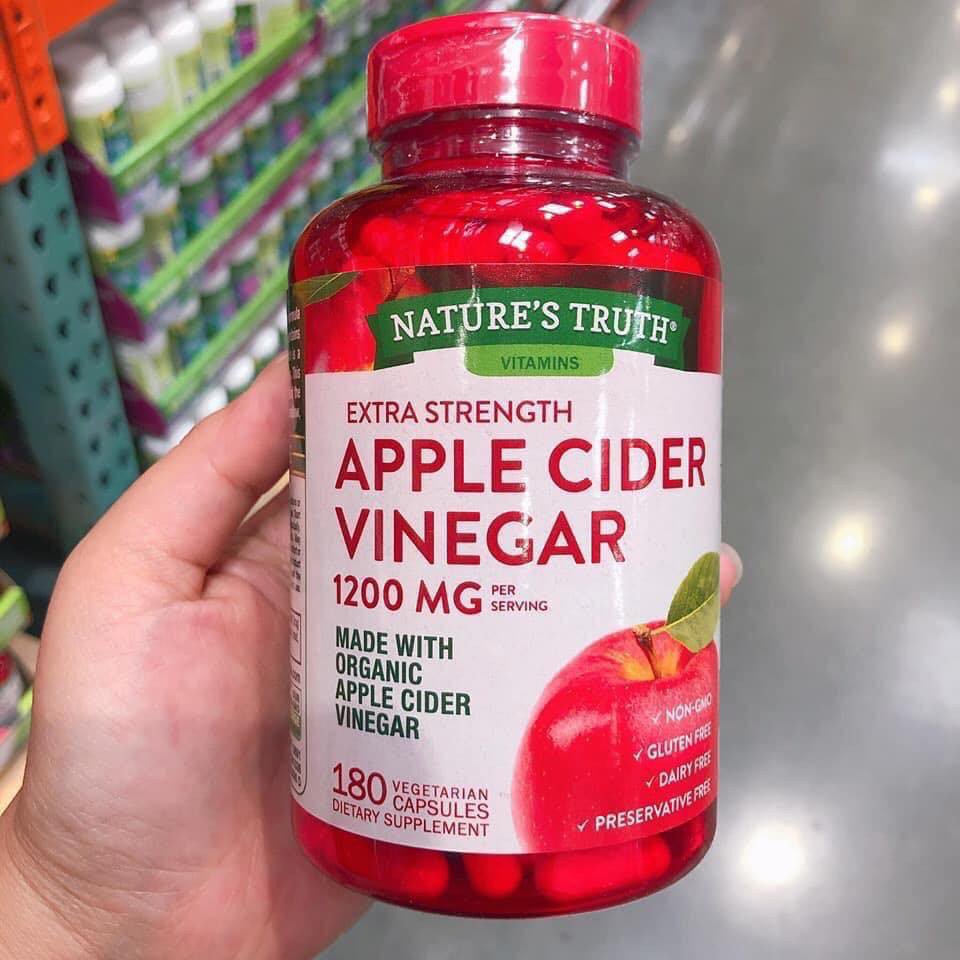 NATURE'S TRUTH®
VITAMINS
EXTRA STRENGTH
APPLE CIDER
VINEGAR
1200 MG PER SERVING
MADE WITH
ORGANIC
APPLE CIDER
VINEGAR
180 VEGETARIAN CAPSULES
DIETARY SUPPLEMENT
✓ NON-GMO
✓ GLUTEN FREE
✓ DAIRY FREE
✓ PRESERVATIVE FREE